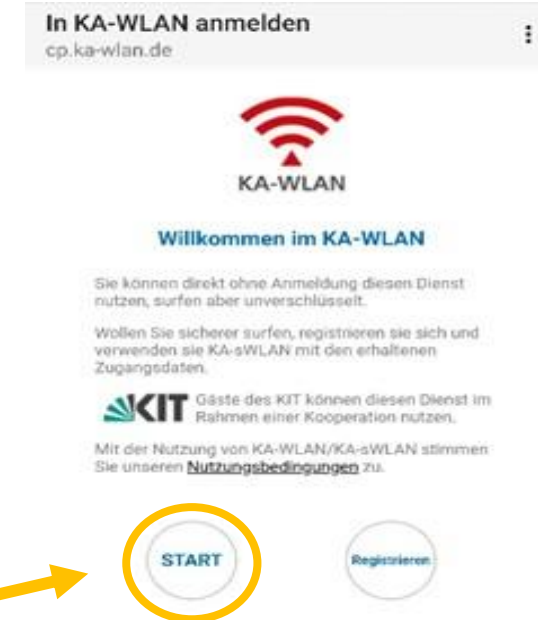 In KA-WLAN anmelden
cp.ka-wlan.de
KA-WLAN
Willkommen im KA-WLAN
Sie können direkt ohne Anmeldung diesen Dienst
nutzen, surfen aber unverschlüsselt.
Wollen Sie sicherer surfen, registrieren sie sich und
verwenden sie KA-sWLAN mit den erhaltenen
Zugangsdaten.
KIT Gäste des KIT können diesen Dienst im
Rahmen einer Kooperation nutzen.
Mit der Nutzung von KA-WLAN/KA-sWLAN stimmen
Sie unseren Nutzungsbedingungen zu.
START
Registrieren